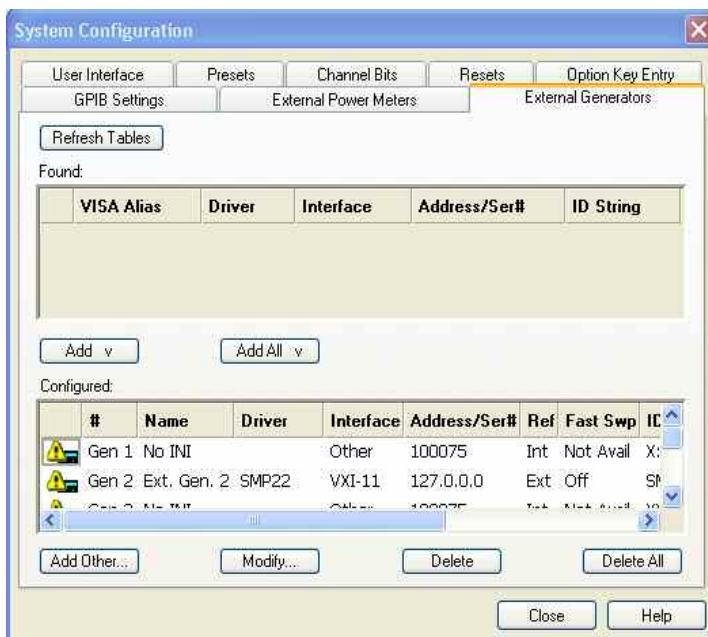 System Configuration
User Interface Presets Channel Bits Resets Option Key Entry
GPIB Settings External Power Meters External Generators
Refresh Tables
Found:
VISA Alias Driver Interface Address/Ser# ID String
Add v Add All v
Configured:
# Name Driver Interface Address/Ser# Ref Fast Swp
Gen 1 No INI Other 100075 Int Not Avail
Gen 2 Ext. Gen. 2 SMP22 VXI-11 127.0.0.0 Ext Off
Add Other... Modify... Delete Delete All
Close Help